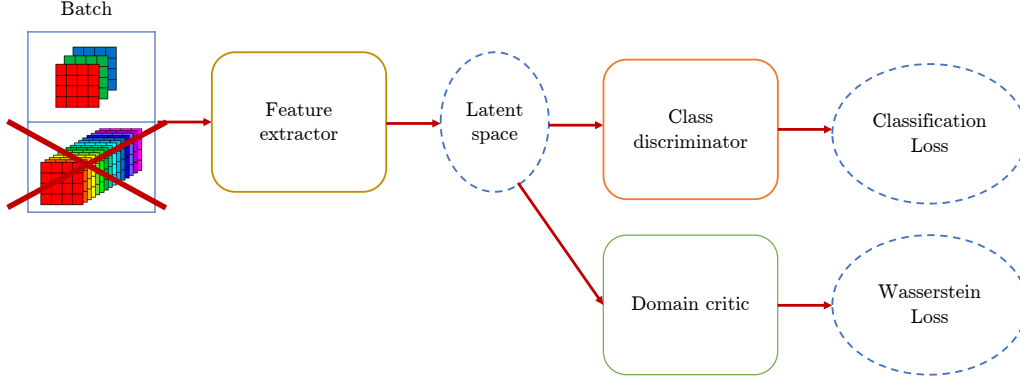 Batch
Feature
extractor
Latent
space
Class
discriminator
Classification
Loss
Domain critic
Wasserstein
Loss